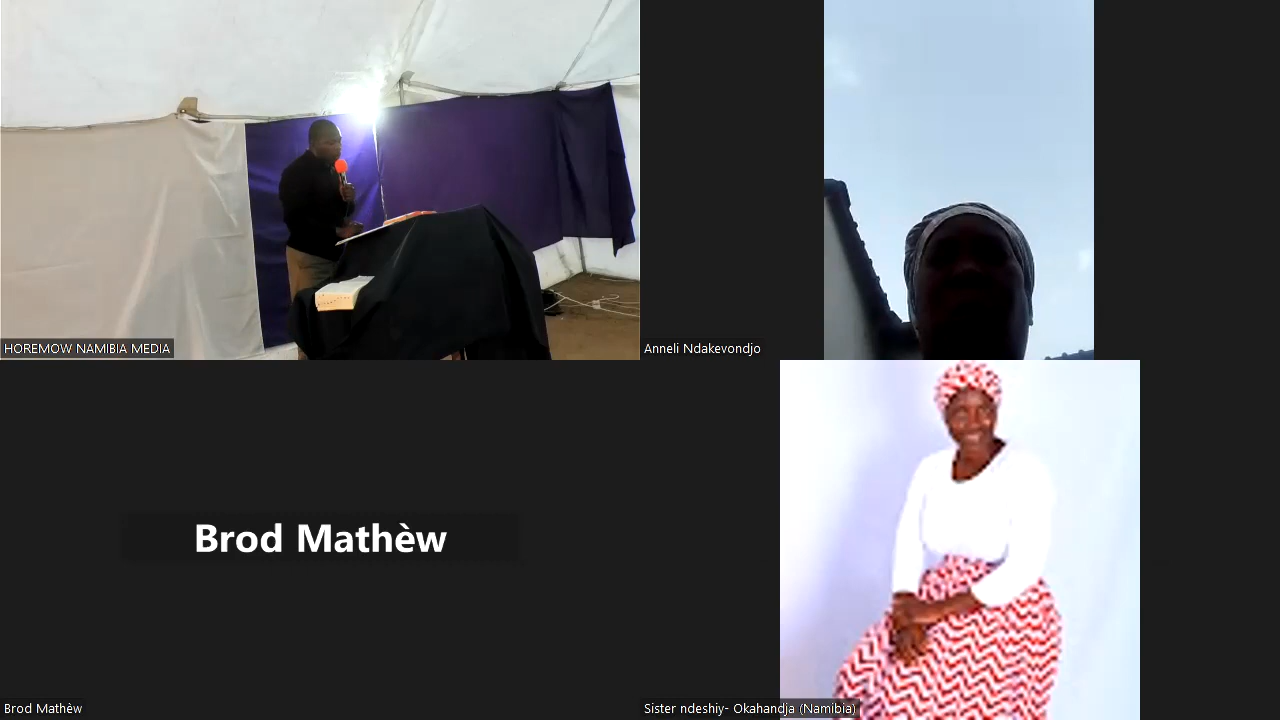 HOREMOW NAMIBIA MEDIA
Anneli Ndakevondjo
Brod Mathèw
Brod Mathèw
Sister ndeshiy- Okahandja (Namibia)